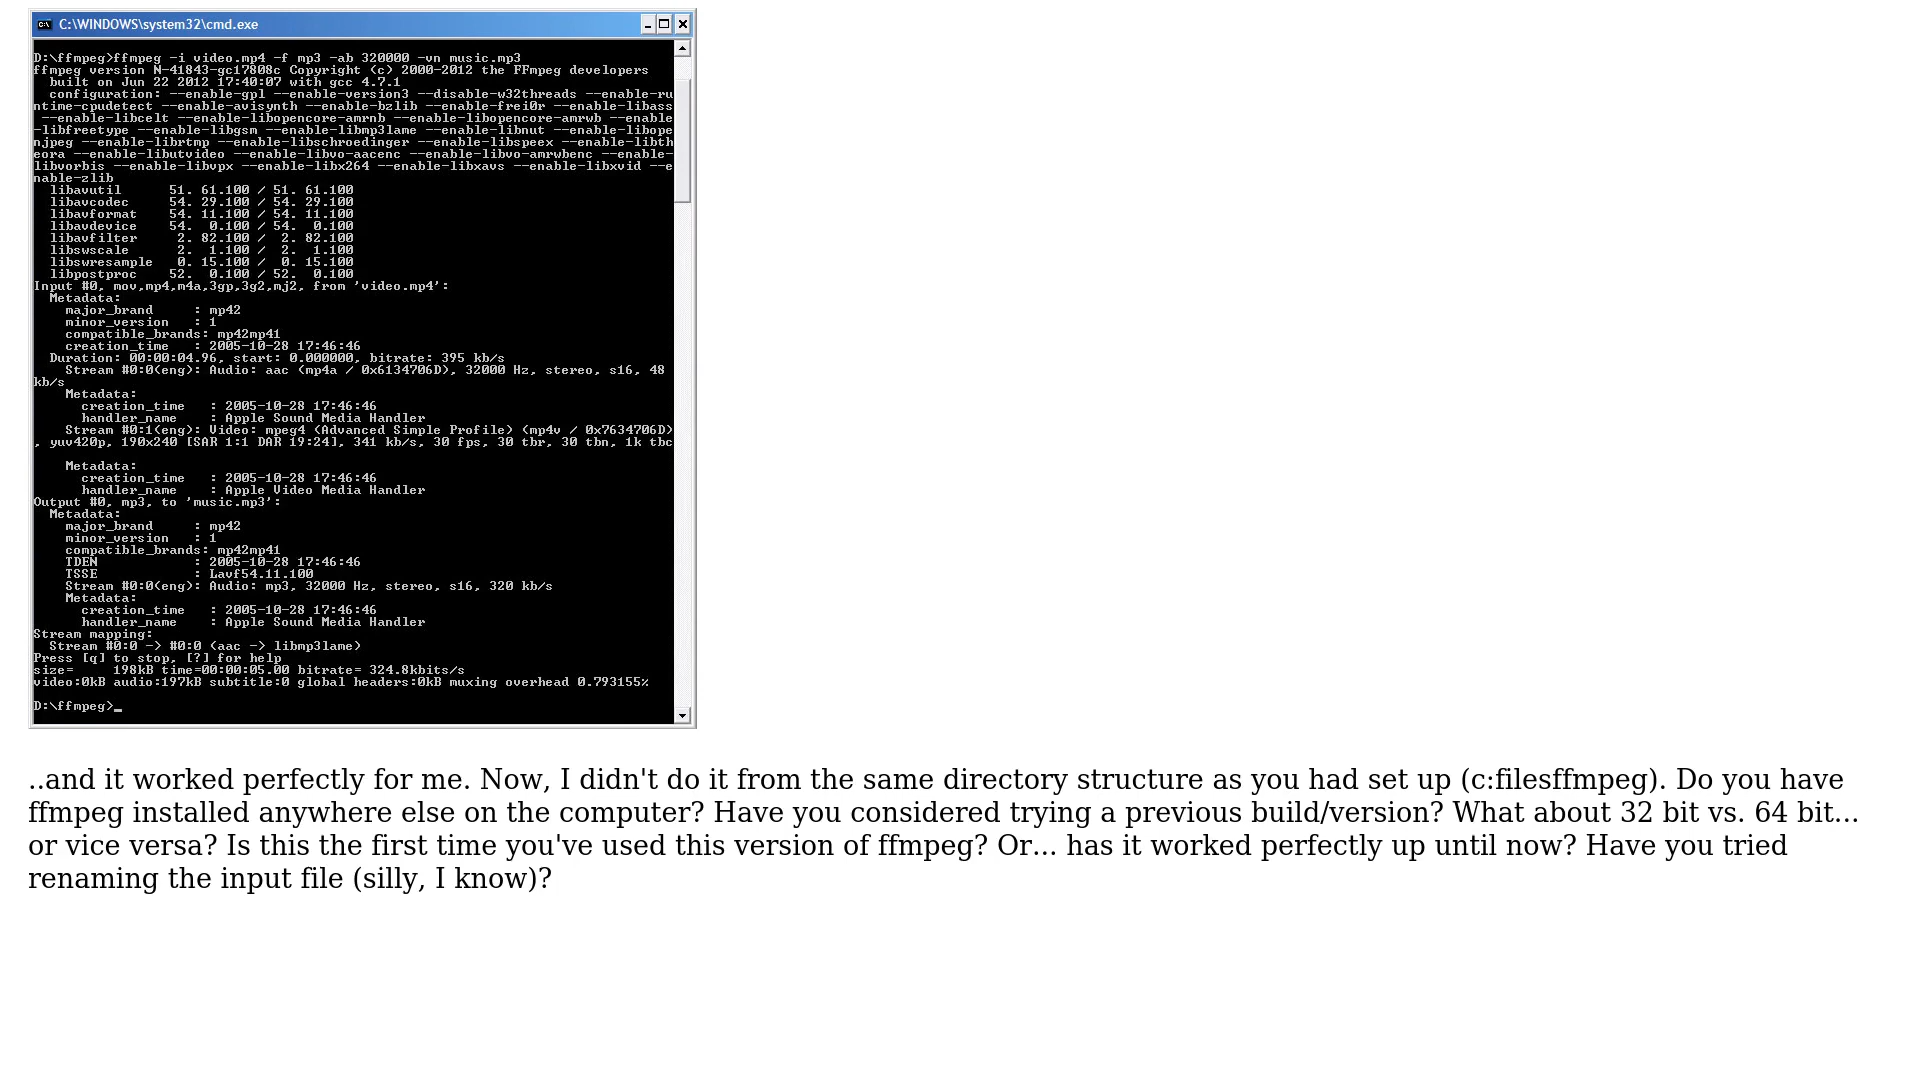 C:\WINDOWS\system32\cmd.exe
D:\ffmpeg>ffmpeg -i video.mp4 -f mp3 -ab 320000 -vn music.mp3
ffmpeg version N-41843-gc17808c Copyright (c) 2000-2012 the FFmpeg developers
  built on Jun 22 2012 17:40:07 with gcc 4.7.1
  configuration: --enable-gpl --enable-version3 --disable-w32threads --enable-ru
ntime-cpudetect --enable-avisynth --enable-bzlib --enable-frei0r --enable-libass
 --enable-libcelt --enable-libopencore-amrnb --enable-libopencore-amrwb --enable
-libfreetype --enable-libgsm --enable-libmp3lame --enable-libnut --enable-libope
njpeg --enable-librtmp --enable-libschroedinger --enable-libspeex --enable-libth
eora --enable-libutvideo --enable-libvo-aacenc --enable-libvo-amrwbenc --enable-
libvorbis --enable-libvpx --enable-libx264 --enable-libxavs --enable-libxvid --e
nable-zlib
  libavutil      51. 61.100 / 51. 61.100
  libavcodec     54. 29.100 / 54. 29.100
  libavformat    54. 11.100 / 54. 11.100
  libavdevice    54.  0.100 / 54.  0.100
  libavfilter     2. 82.100 /  2. 82.100
  libswscale      2.  1.100 /  2.  1.100
  libswresample   0. 15.100 /  0. 15.100
  libpostproc    52.  0.100 / 52.  0.100
Input #0, mov,mp4,m4a,3gp,3g2,mj2, from 'video.mp4':
  Metadata:
    major_brand     : mp42
    minor_version   : 1
    compatible_brands: mp42mp41
    creation_time   : 2005-10-28 17:46:46
  Duration: 00:00:04.96, start: 0.000000, bitrate: 395 kb/s
    Stream #0:0(eng): Audio: aac (mp4a / 0x6134706D), 32000 Hz, stereo, s16, 48
kb/s
    Metadata:
      creation_time   : 2005-10-28 17:46:46
      handler_name    : Apple Sound Media Handler
    Stream #0:1(eng): Video: mpeg4 (Advanced Simple Profile) (mp4v / 0x7634706D)
, yuv420p, 190x240 [SAR 1:1 DAR 19:24], 341 kb/s, 30 fps, 30 tbr, 30 tbn, 1k tbc
    Metadata:
      creation_time   : 2005-10-28 17:46:46
      handler_name    : Apple Video Media Handler
Output #0, mp3, to 'music.mp3':
  Metadata:
    major_brand     : mp42
    minor_version   : 1
    compatible_brands: mp42mp41
    TDEN            : 2005-10-28 17:46:46
    TSSE            : Lavf54.11.100
    Stream #0:0(eng): Audio: mp3, 32000 Hz, stereo, s16, 320 kb/s
    Metadata:
      creation_time   : 2005-10-28 17:46:46
      handler_name    : Apple Sound Media Handler
Stream mapping:
  Stream #0:0 -> #0:0 (aac -> libmp3lame)
Press [q] to stop, [?] for help
size=     198kB time=00:00:05.00 bitrate= 324.8kbits/s
video:0kB audio:197kB subtitle:0 global headers:0kB muxing overhead 0.793155%
D:\ffmpeg>_
..and it worked perfectly for me. Now, I didn't do it from the same directory structure as you had set up (c:filesffmpeg). Do you have
ffmpeg installed anywhere else on the computer? Have you considered trying a previous build/version? What about 32 bit vs. 64 bit...
or vice versa? Is this the first time you've used this version of ffmpeg? Or... has it worked perfectly up until now? Have you tried
renaming the input file (silly, I know)?